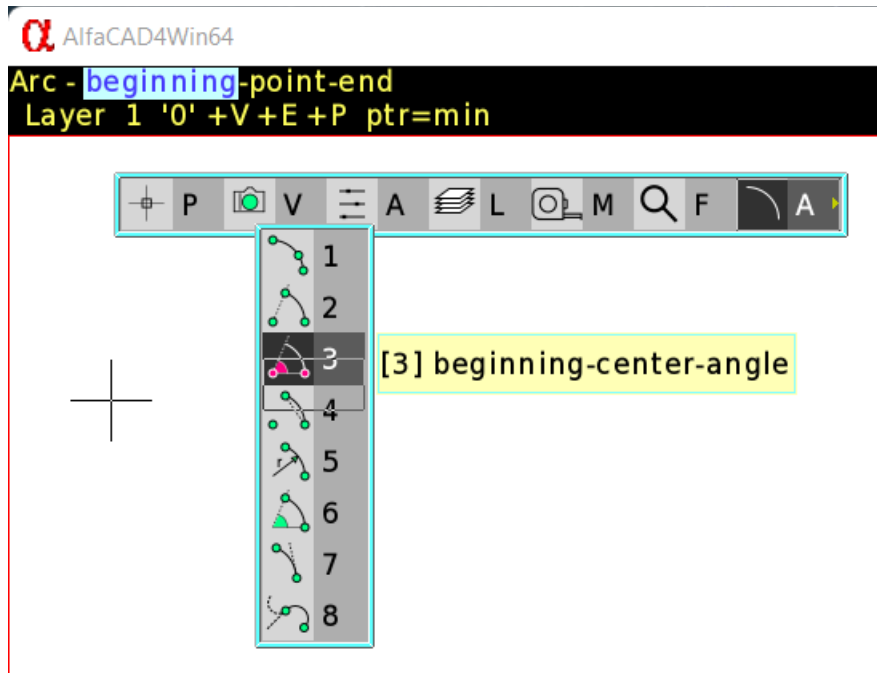 α AlfaCAD4Win64
Arc - beginning-point-end
Layer 1 '0' +V +E +P ptr=min
P V A L M F A
1
2
3 [3] beginning-center-angle
4
5
r 6
7
8